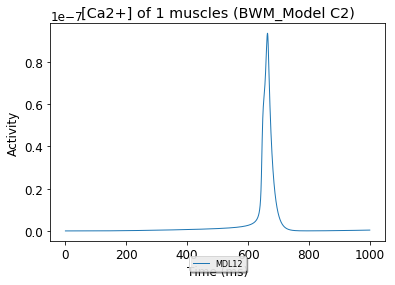 [Ca2+] of 1 muscles (BWM_Model C2)
1e−7
0.8
0.6
0.4
0.2
0.0
Activity
0 200 400 600 800 1000
Time (ms)
MDL12